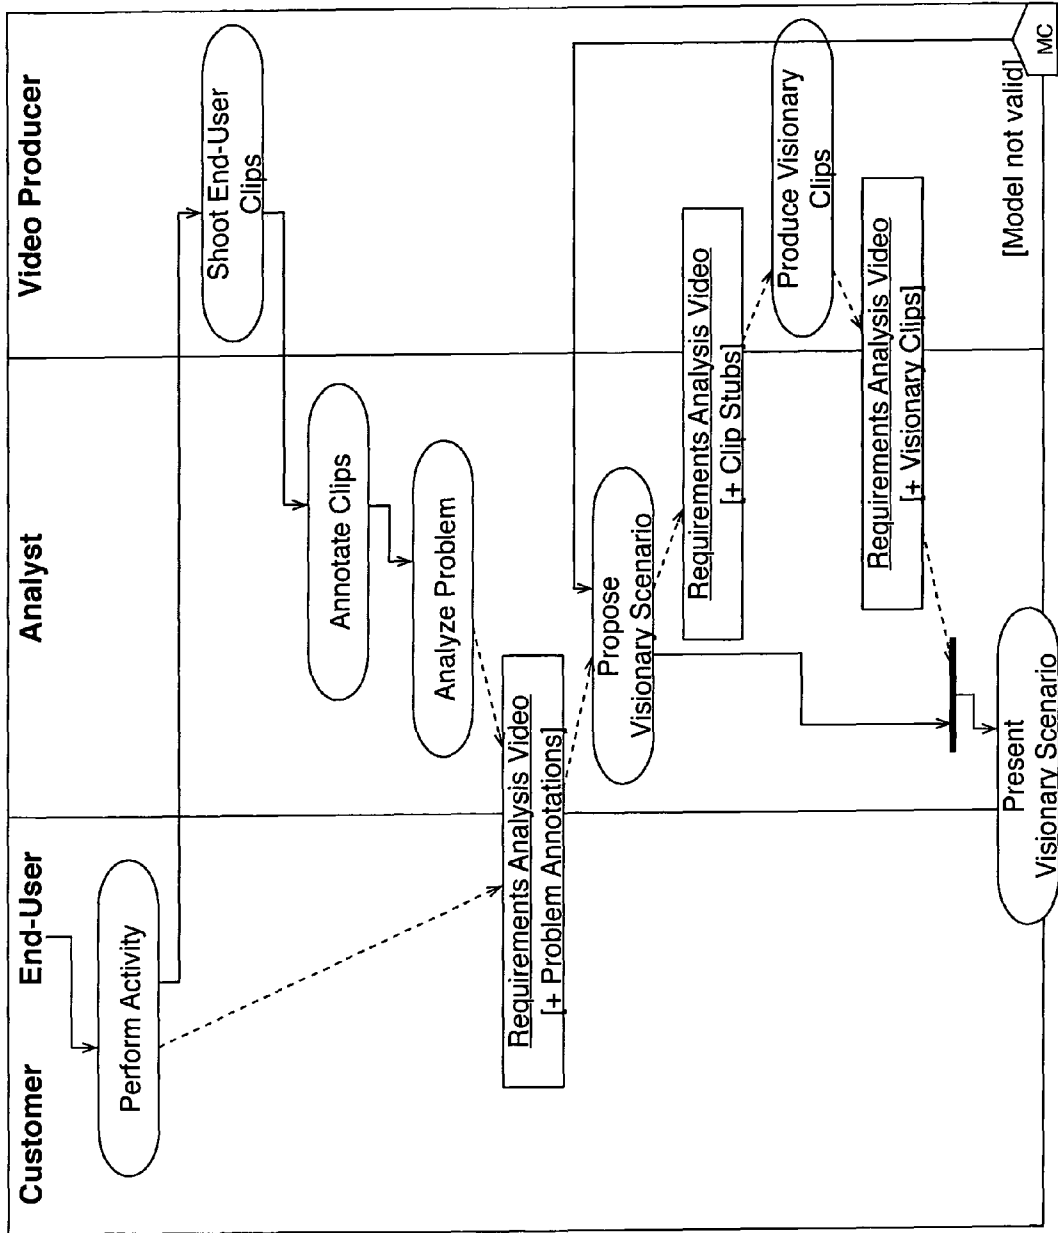 Customer
End-User
Analyst
Video Producer
Perform Activity
Shoot End-User
Clips
Annotate Clips
Analyze Problem
Requirements Analysis Video
[+ Problem Annotations]
Propose
Visionary Scenario
Requirements Analysis Video
[+ Clip Stubs]
Produce Visionary
Clips
Requirements Analysis Video
[+ Visionary Clips]
Present
Visionary Scenario
[Model not valid]
MC